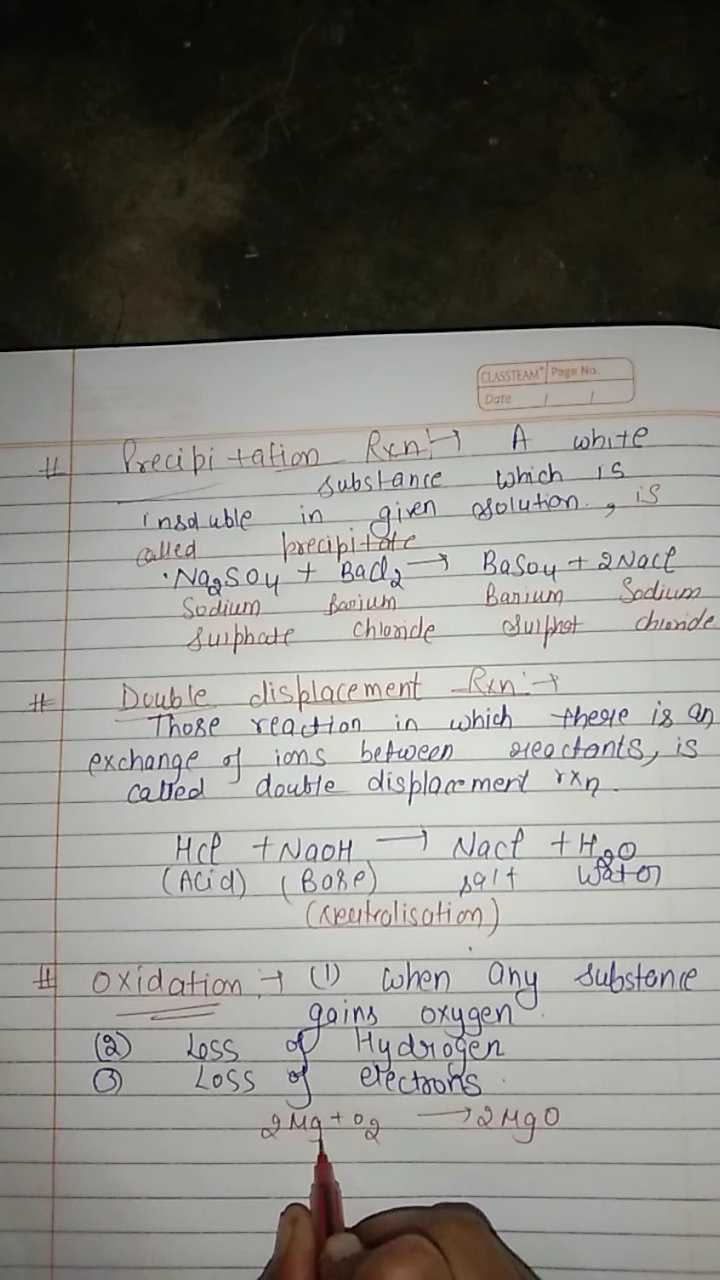 CLASSTEAM® Page No.
Date / /
# Precipitation Rxn:→ A white
substance which is
insoluble in given solution, is
called precipitate
Na₂SO₄ + BaCl₂ → BaSO₄ + 2NaCl
Sodium Barium Barium Sodium
Sulphate chloride Sulphat chloride
# Double displacement Rxn:→
Those reaction in which there is an
exchange of ions between reactants, is
called double displacement rxn.
HCl + NaOH → NaCl + H₂O
(Acid) (Base) salt Water
(Neutralisation)
# Oxidation:→ (1) When any substance
gains oxygen.
(2) Loss of Hydrogen
③ Loss of electrons.
2Mg + O₂ → 2MgO